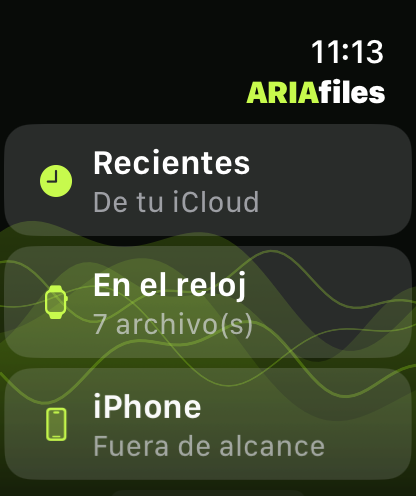 11:13
ARIAfiles
Recientes
De tu iCloud
En el reloj
7 archivo(s)
iPhone
Fuera de alcance